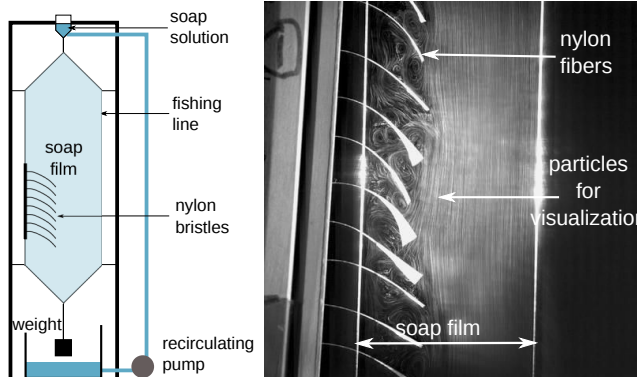 soap
solution
fishing
line
soap
film
nylon
bristles
weight
recirculating
pump
nylon
fibers
particles
for
visualization
soap film